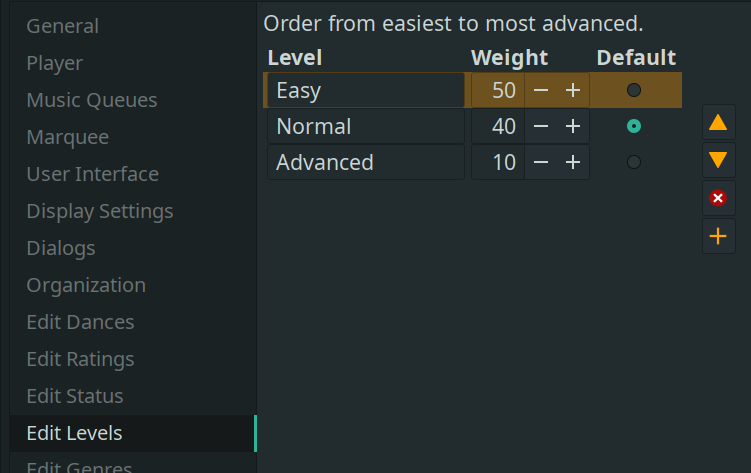 General
Player
Music Queues
Marquee
User Interface
Display Settings
Dialogs
Organization
Edit Dances
Edit Ratings
Edit Status
Edit Levels
Edit Genres
Order from easiest to most advanced.
Level Weight Default
Easy 50 − +
Normal 40 − +
Advanced 10 − +